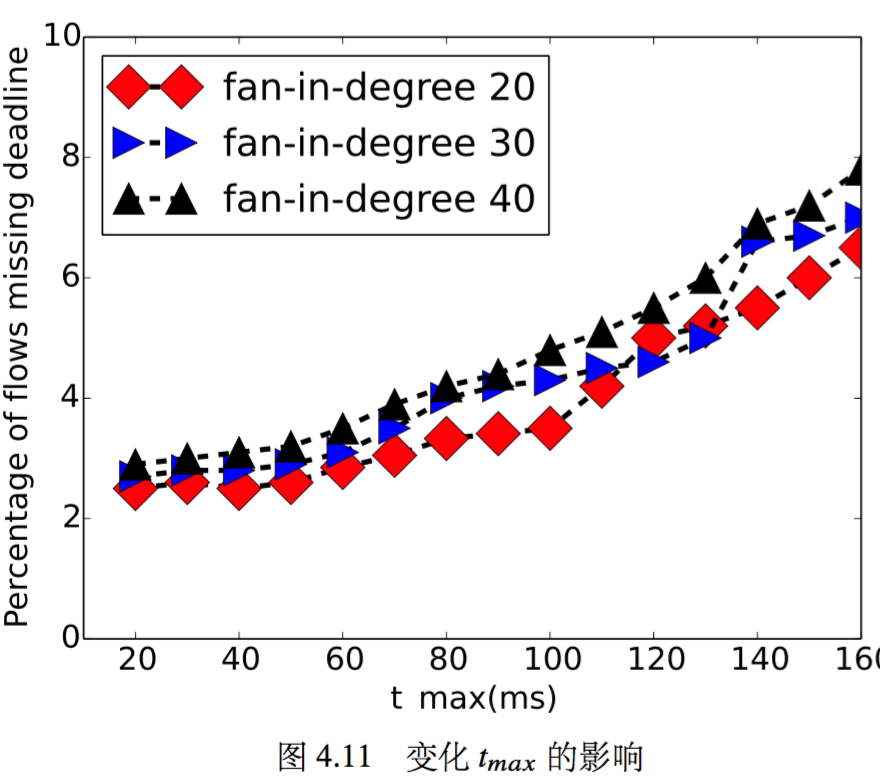 Percentage of flows missing deadline
10
8
6
4
2
0
fan-in-degree 20
fan-in-degree 30
fan-in-degree 40
20 40 60 80 100 120 140 160
t max(ms)
图 4.11 变化 tmax 的影响